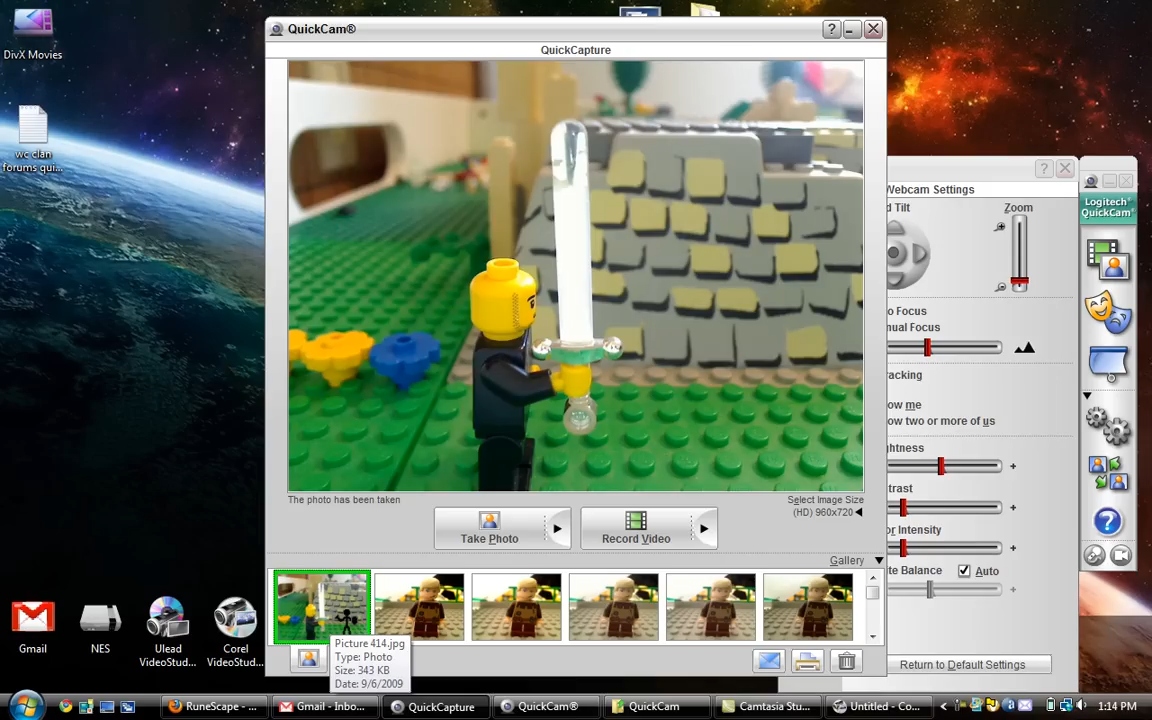 DivX Movies
wc clan
forums qui...
QuickCam®
?
QuickCapture
The photo has been taken
Select Image Size
(HD) 960x720
Take Photo
Record Video
Gallery
Picture 414.jpg
Type: Photo
Size: 343 KB
Date: 9/6/2009
?
Webcam Settings
d Tilt
Zoom
o Focus
nual Focus
racking
ow me
ow two or more of us
ghtness
+
trast
+
or Intensity
+
te Balance
Auto
+
Return to Default Settings
Logitech®
QuickCam®
?
Gmail
NES
Ulead
VideoStud...
Corel
VideoStud...
RuneScape - ...
Gmail - Inbo...
QuickCapture
QuickCam®
QuickCam
Camtasia Stu...
Untitled - Co...
1:14 PM